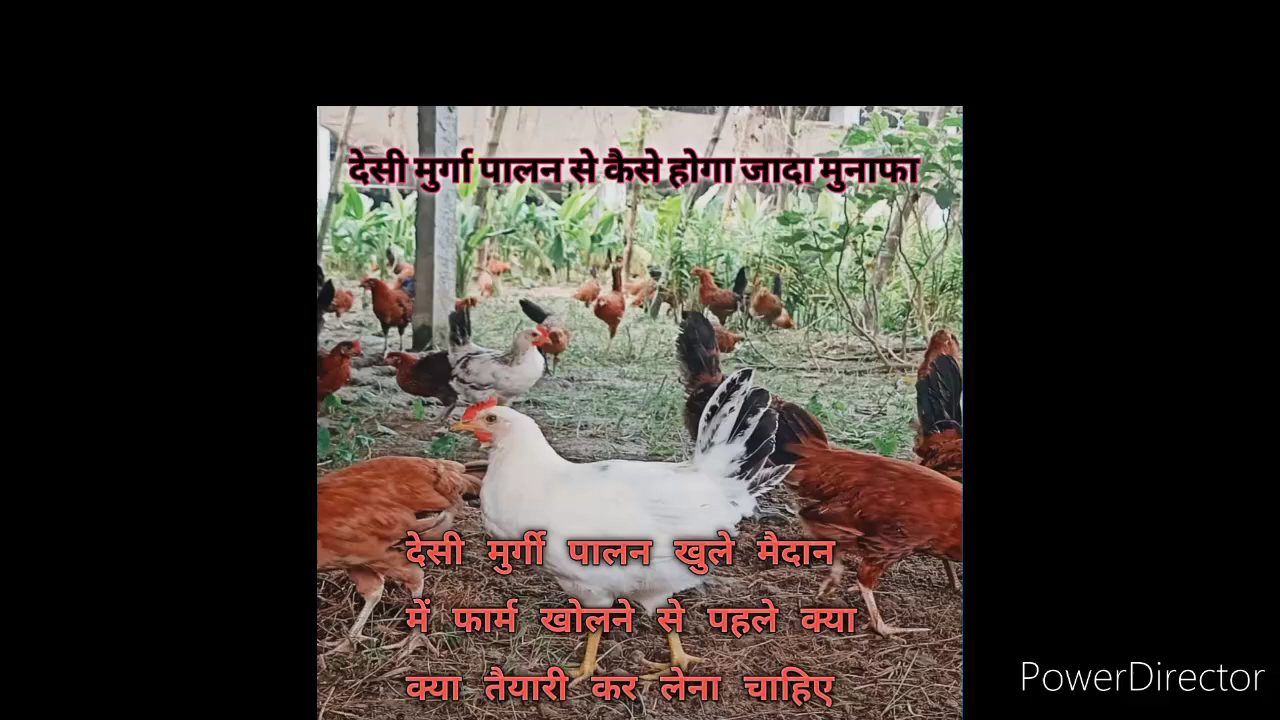 देसी मुर्गा पालन से कैसे होगा जादा मुनाफा
देसी मुर्गी पालन खुले मैदान
में फार्म खोलने से पहले क्या
क्या तैयारी कर लेना चाहिए
PowerDirector